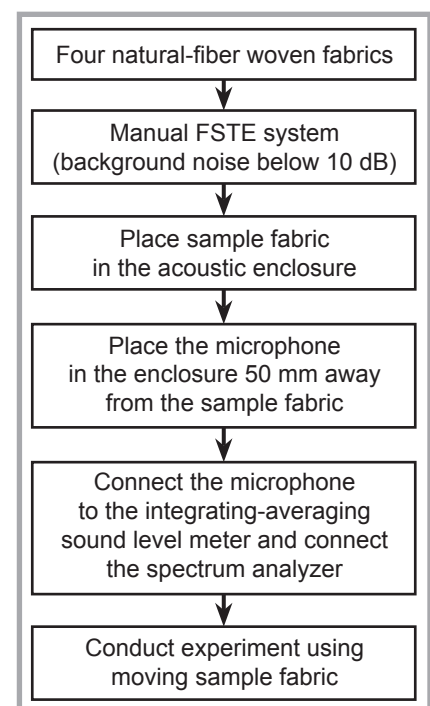 Four natural-fiber woven fabrics
Manual FSTE system
(background noise below 10 dB)
Place sample fabric
in the acoustic enclosure
Place the microphone
in the enclosure 50 mm away
from the sample fabric
Connect the microphone
to the integrating-averaging
sound level meter and connect
the spectrum analyzer
Conduct experiment using
moving sample fabric